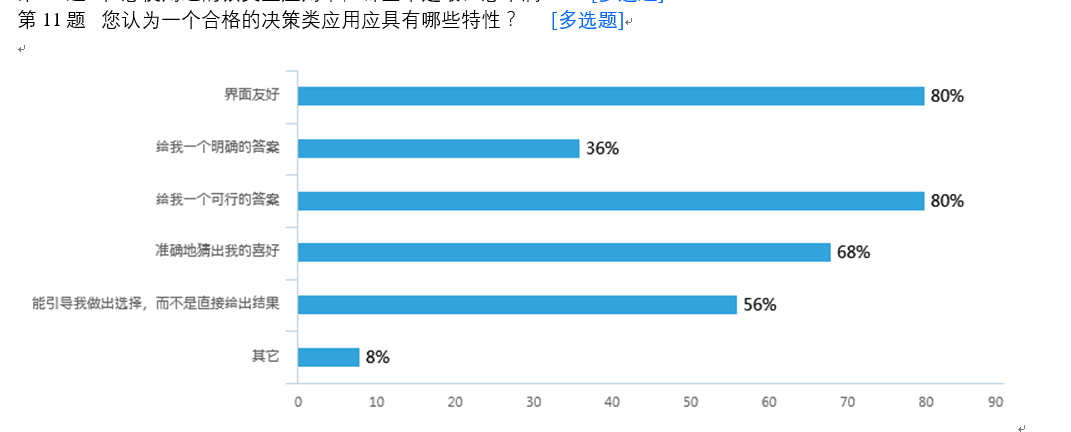 第 11 题 您认为一个合格的决策类应用应具有哪些特性？ [多选题]
界面友好 80%
给我一个明确的答案 36%
给我一个可行的答案 80%
准确地猜出我的喜好 68%
能引导我做出选择，而不是直接给出结果 56%
其它 8%
0 10 20 30 40 50 60 70 80 90